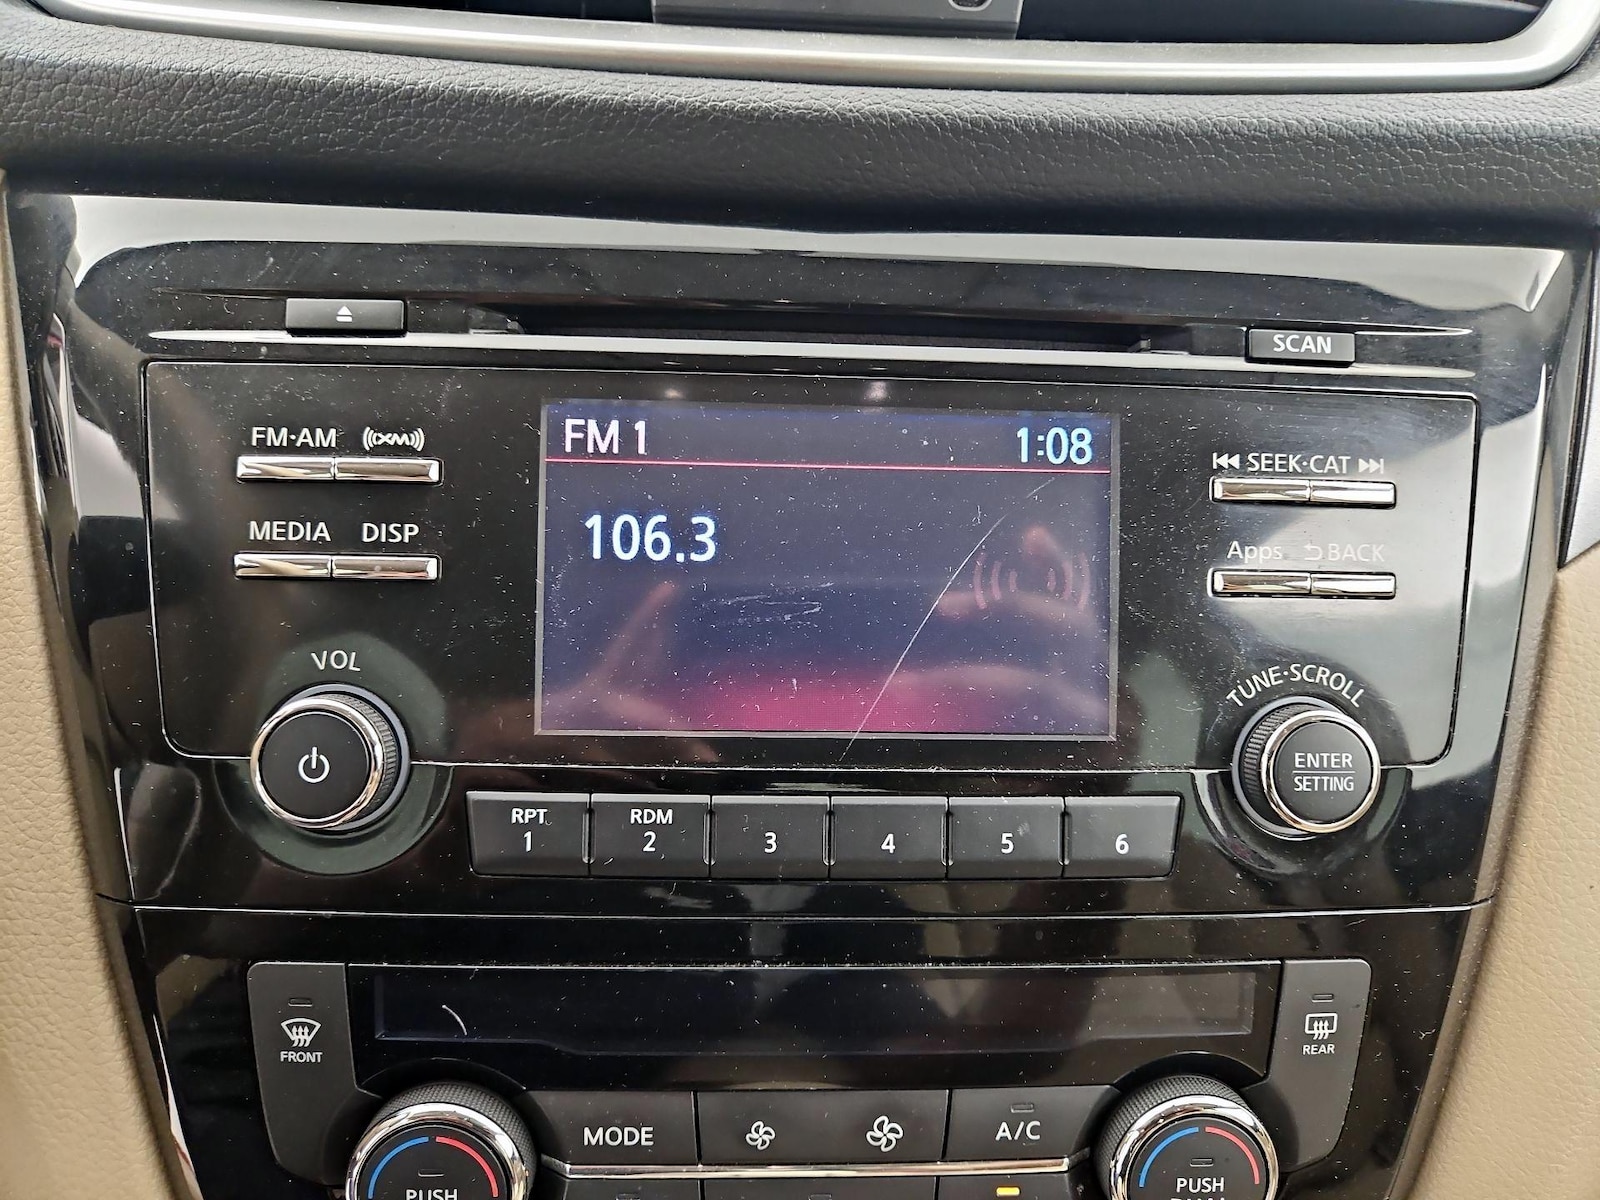 SCAN
FM·AM XM
FM 1 1:08
SEEK·CAT
MEDIA DISP
106.3
Apps BACK
VOL
TUNE·SCROLL
ENTER
SETTING
RPT RDM
1 2 3 4 5 6
FRONT
REAR
MODE A/C
PUSH PUSH